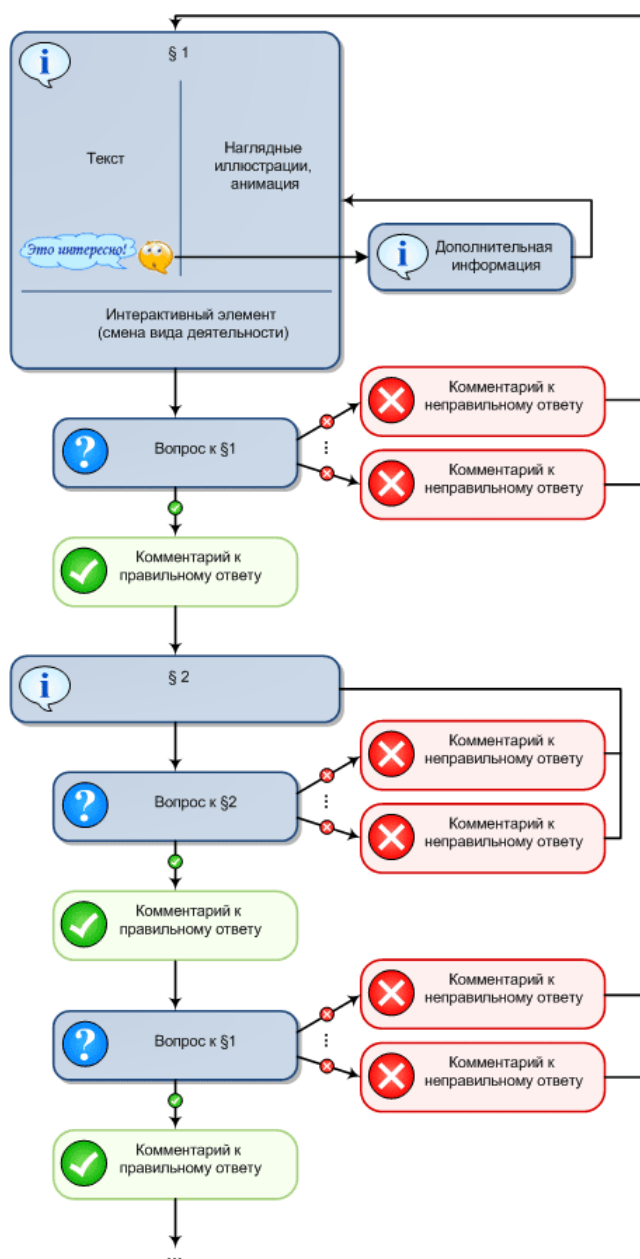 § 1
Текст
Наглядные
иллюстрации,
анимация
Это интересно!
Дополнительная
информация
Интерактивный элемент
(смена вида деятельности)
Комментарий к
неправильному ответу
Вопрос к §1
Комментарий к
неправильному ответу
Комментарий к
правильному ответу
§ 2
Комментарий к
неправильному ответу
Вопрос к §2
Комментарий к
неправильному ответу
Комментарий к
правильному ответу
Комментарий к
неправильному ответу
Вопрос к §1
Комментарий к
неправильному ответу
Комментарий к
правильному ответу
...